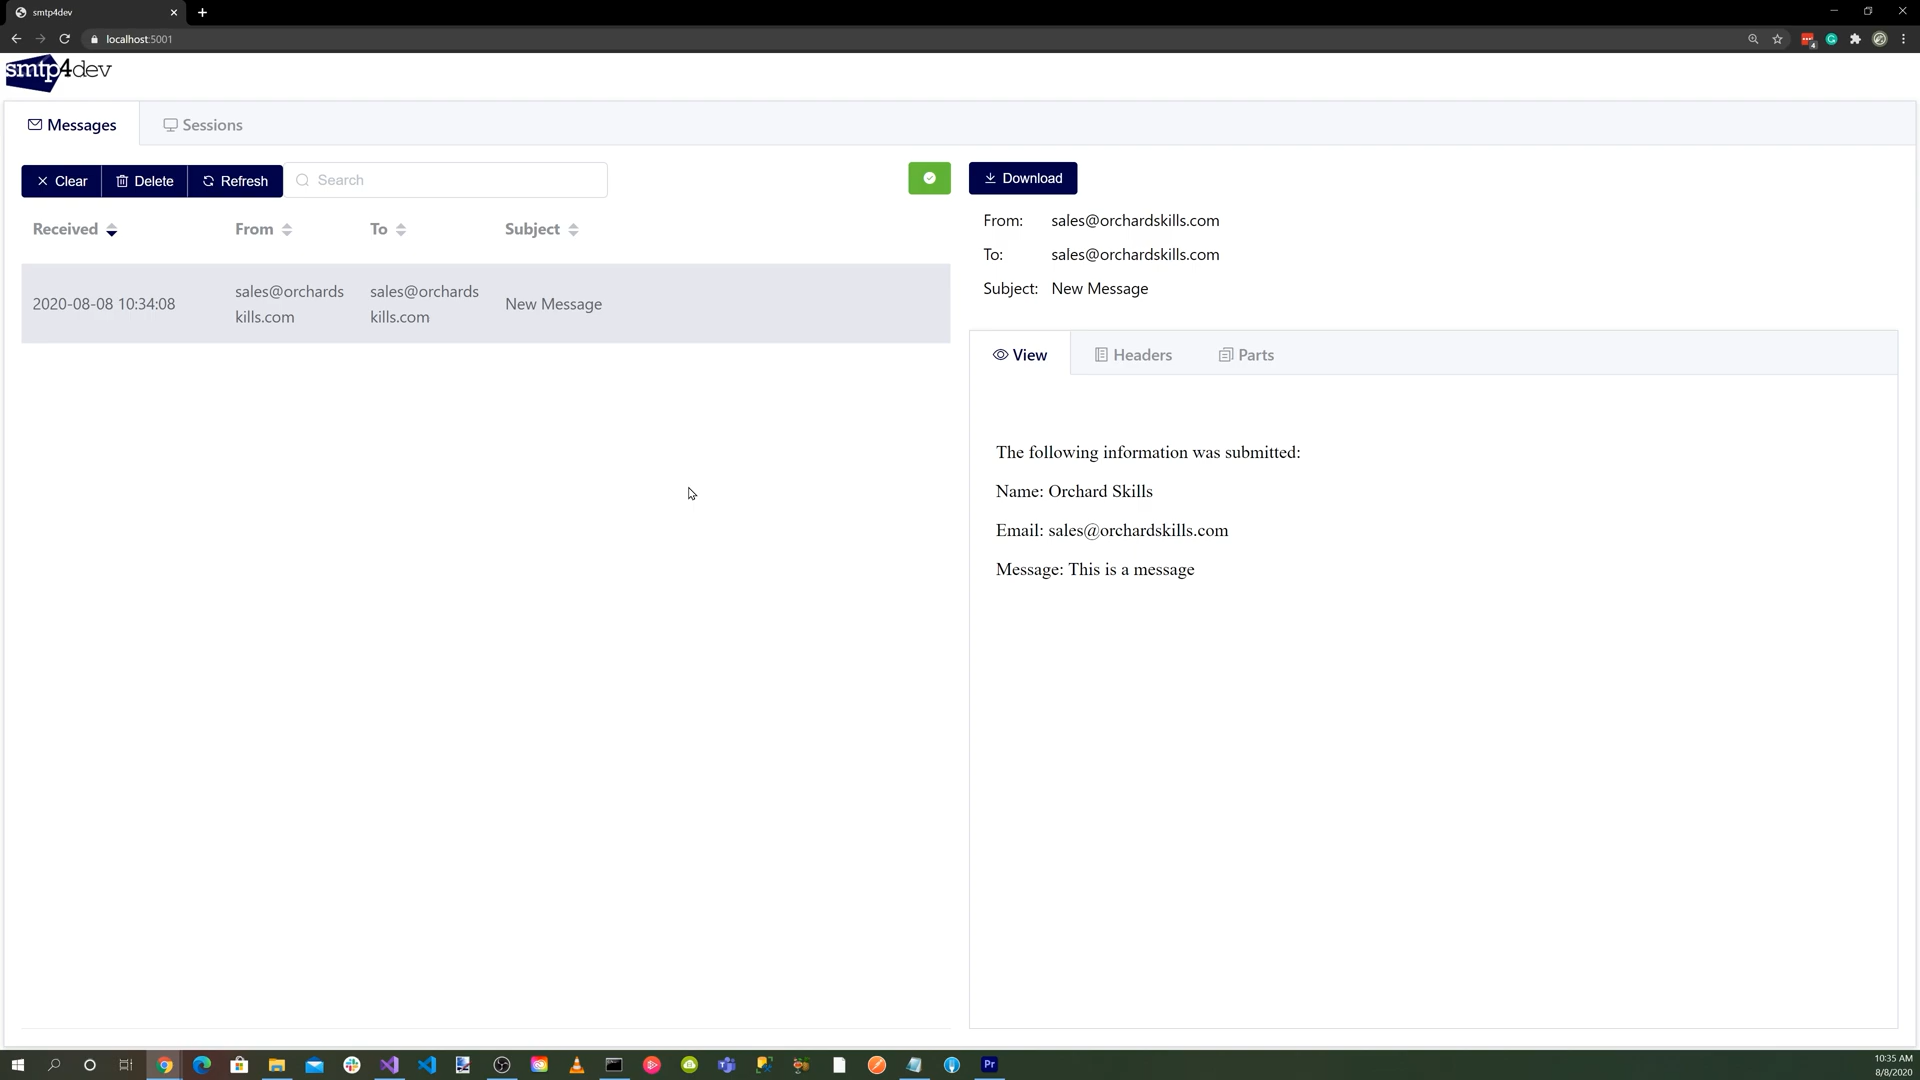 smtp4dev
localhost:5001
smtp4dev
Messages
Sessions
Clear
Delete
Refresh
Search
Download
Received
From
To
Subject
2020-08-08 10:34:08
sales@orchards
kills.com
sales@orchards
kills.com
New Message
From: sales@orchardskills.com
To: sales@orchardskills.com
Subject: New Message
View
Headers
Parts
The following information was submitted:
Name: Orchard Skills
Email: sales@orchardskills.com
Message: This is a message
Pr
10:35 AM
8/8/2020